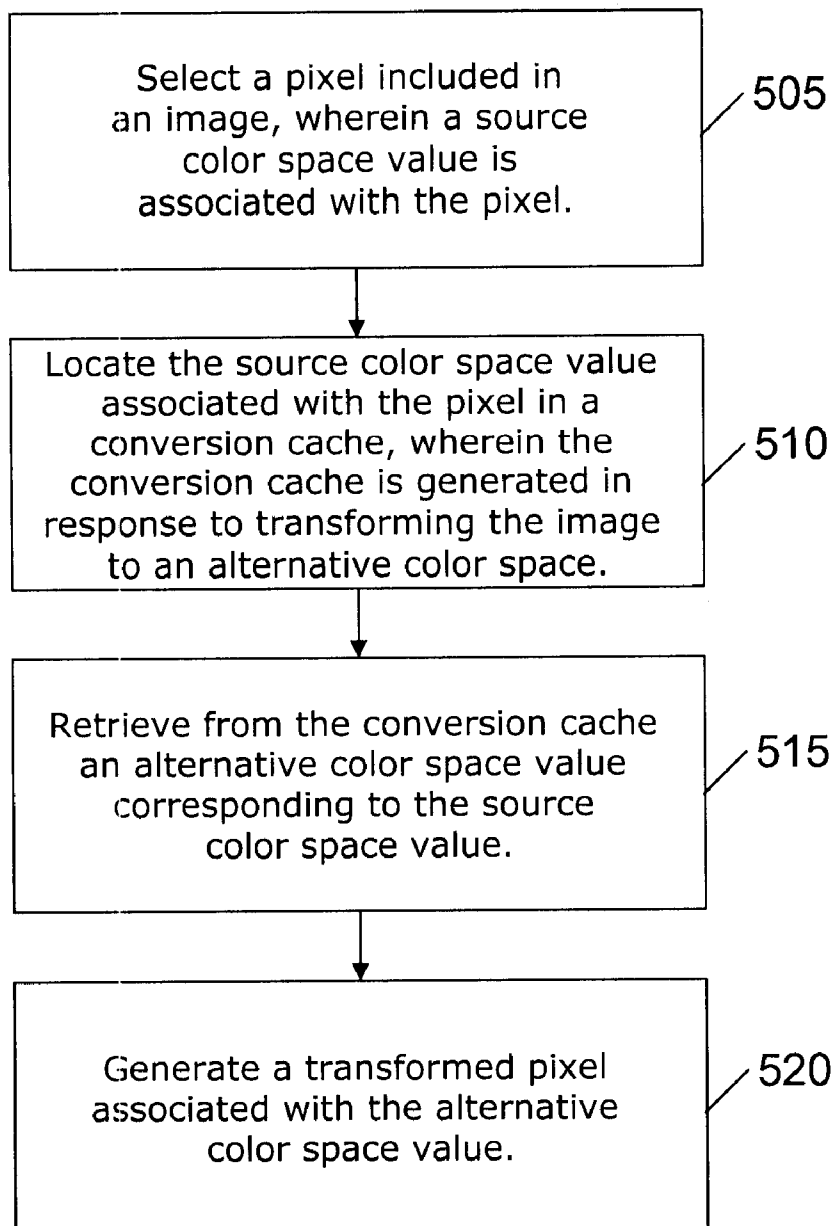 Select a pixel included in
an image, wherein a source
color space value is
associated with the pixel.
505
Locate the source color space value
associated with the pixel in a
conversion cache, wherein the
conversion cache is generated in
response to transforming the image
to an alternative color space.
510
Retrieve from the conversion cache
an alternative color space value
corresponding to the source
color space value.
515
Generate a transformed pixel
associated with the alternative
color space value.
520